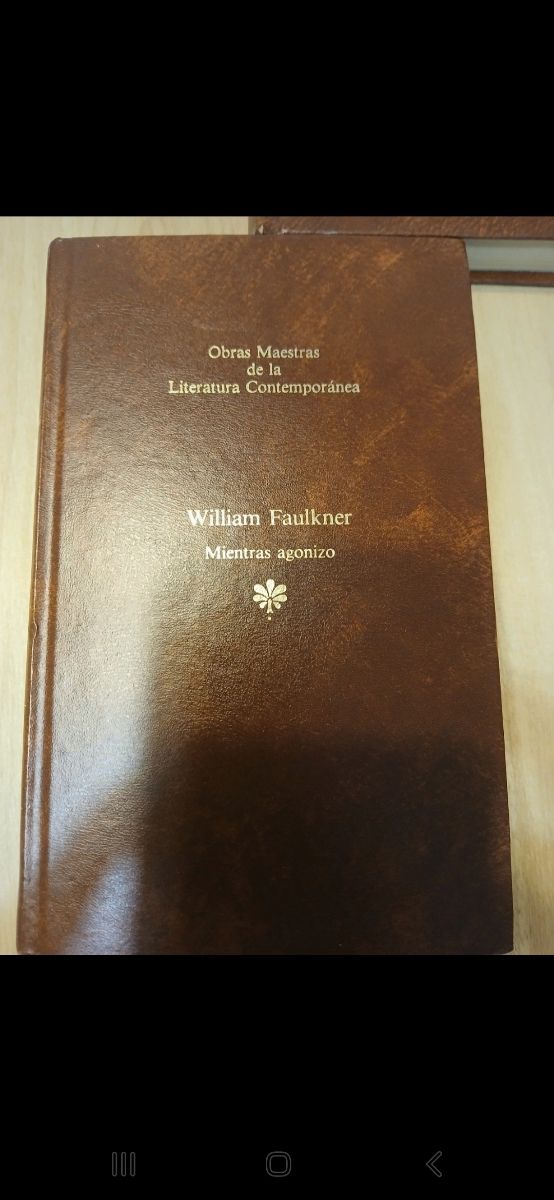 Obras Maestras
de la
Literatura Contemporánea
William Faulkner
Mientras agonizo